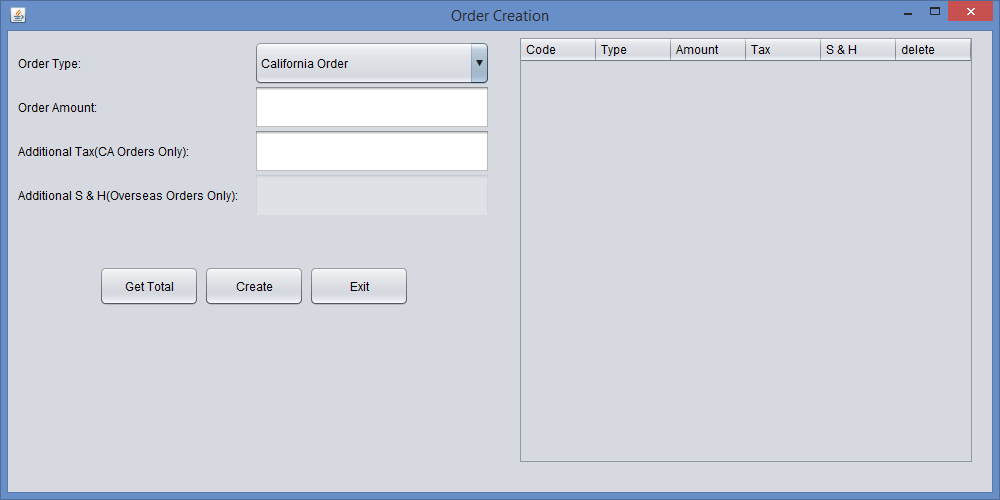 Order Creation
Order Type:
California Order
Order Amount:
Additional Tax(CA Orders Only):
Additional S & H(Overseas Orders Only):
Get Total Create Exit
Code Type Amount Tax S & H delete